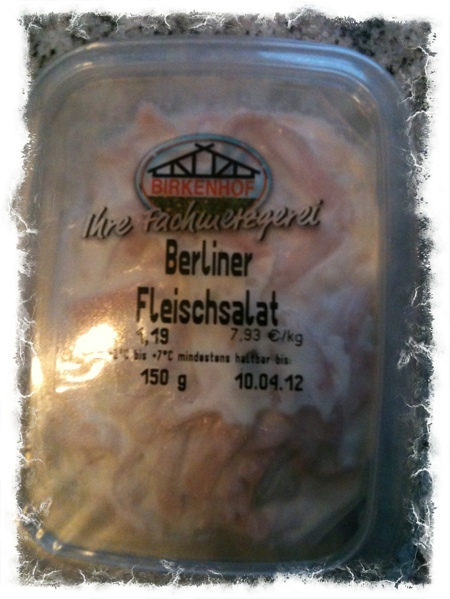 BIRKENHOF
Ihre Fachmetzgerei
Berliner
Fleischsalat
1,19 7,93 €/kg
bis +7°C mindestens haltbar bis:
150 g 10.04.12